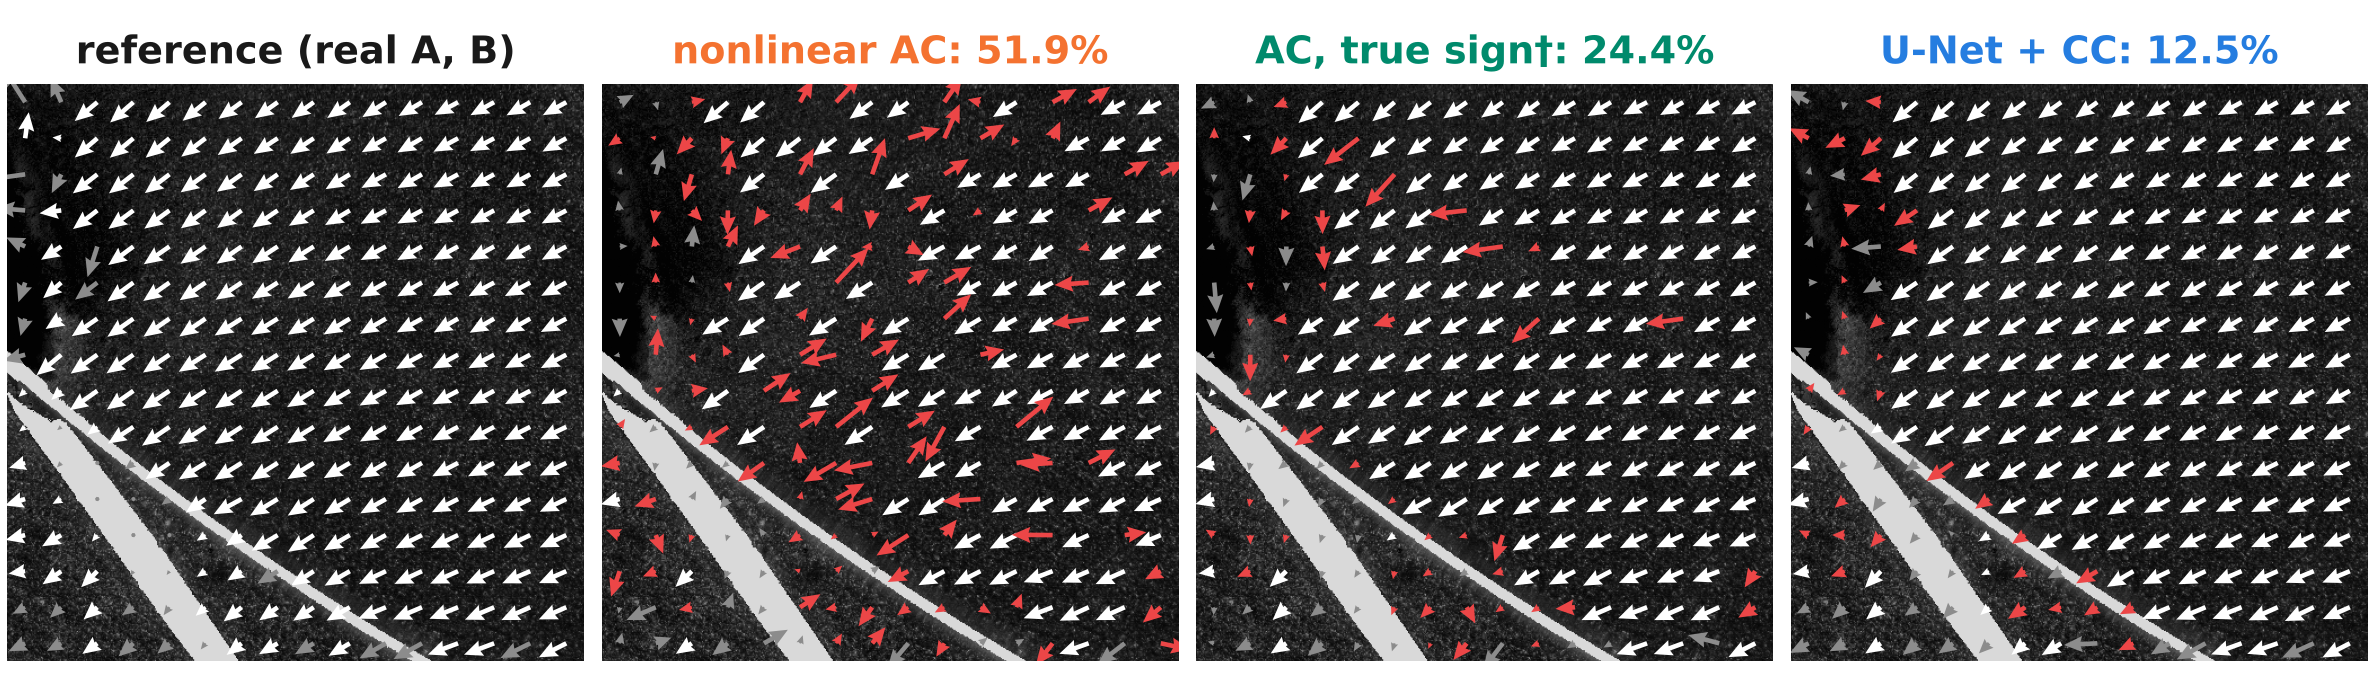 reference (real A, B)
nonlinear AC: 51.9%
AC, true sign†: 24.4%
U-Net + CC: 12.5%